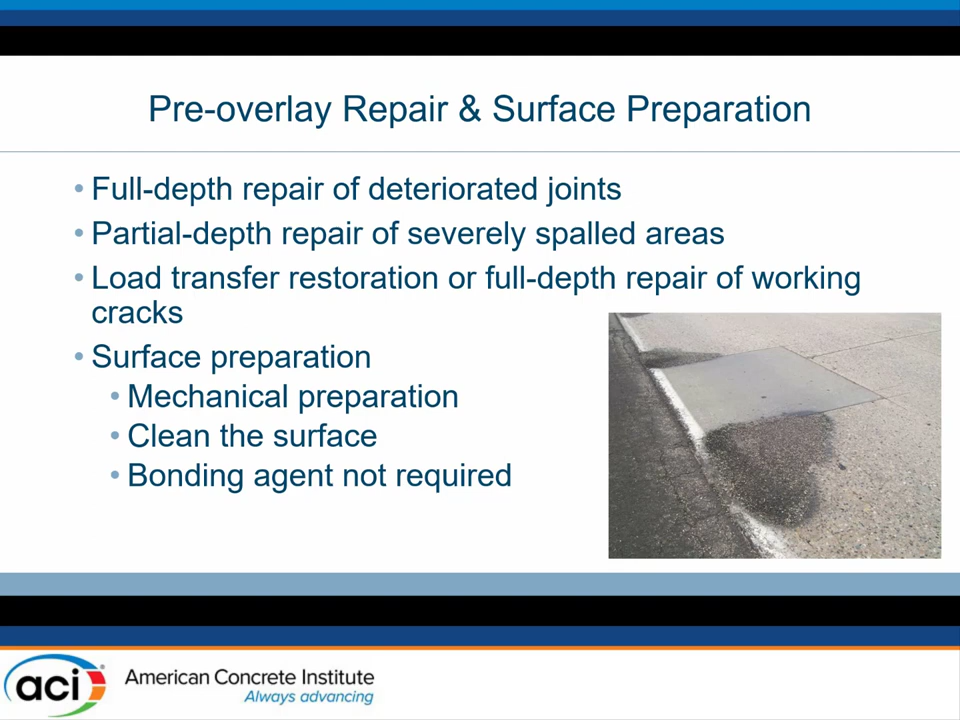 Pre-overlay Repair & Surface Preparation
• Full-depth repair of deteriorated joints
• Partial-depth repair of severely spalled areas
• Load transfer restoration or full-depth repair of working
cracks
• Surface preparation
• Mechanical preparation
• Clean the surface
• Bonding agent not required
aci American Concrete Institute
Always advancing